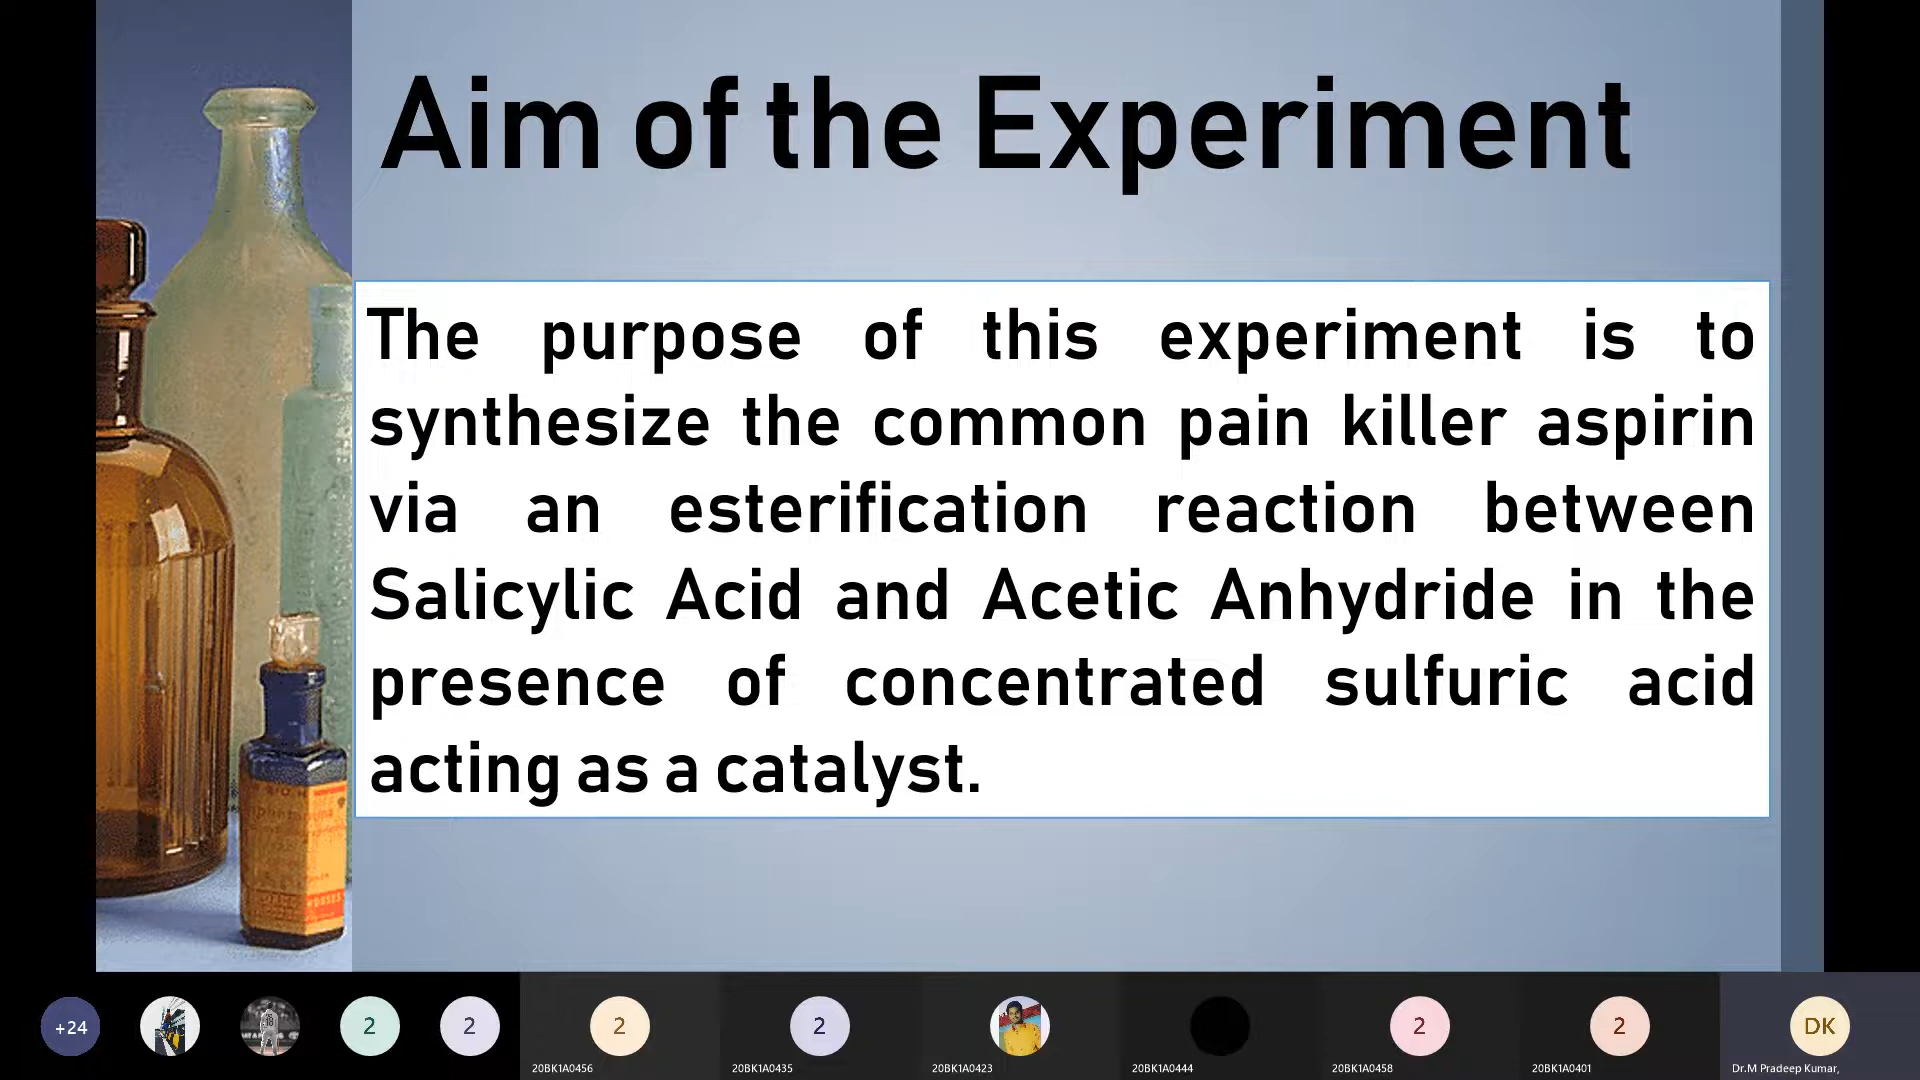 Aim of the Experiment
The purpose of this experiment is to
synthesize the common pain killer aspirin
via an esterification reaction between
Salicylic Acid and Acetic Anhydride in the
presence of concentrated sulfuric acid
acting as a catalyst.
+24
2
2
2
2
2
2
DK
20BK1A0456
20BK1A0435
20BK1A0423
20BK1A0444
20BK1A0458
20BK1A0401
Dr.M Pradeep Kumar,